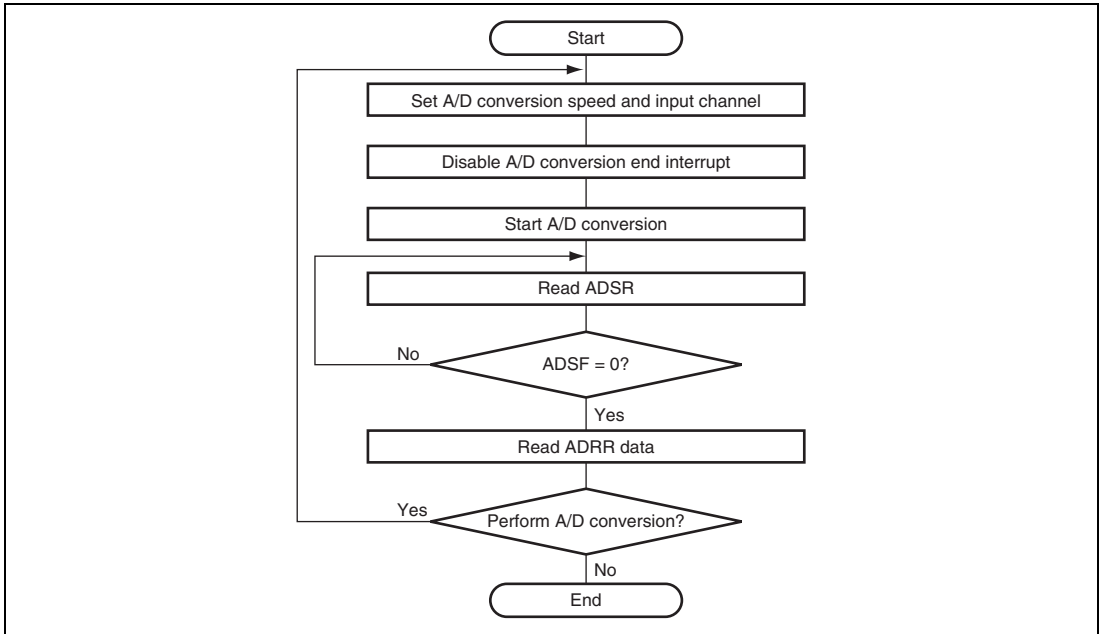 Start
Set A/D conversion speed and input channel
Disable A/D conversion end interrupt
Start A/D conversion
Read ADSR
No
ADSF = 0?
Yes
Read ADRR data
Yes
Perform A/D conversion?
No
End